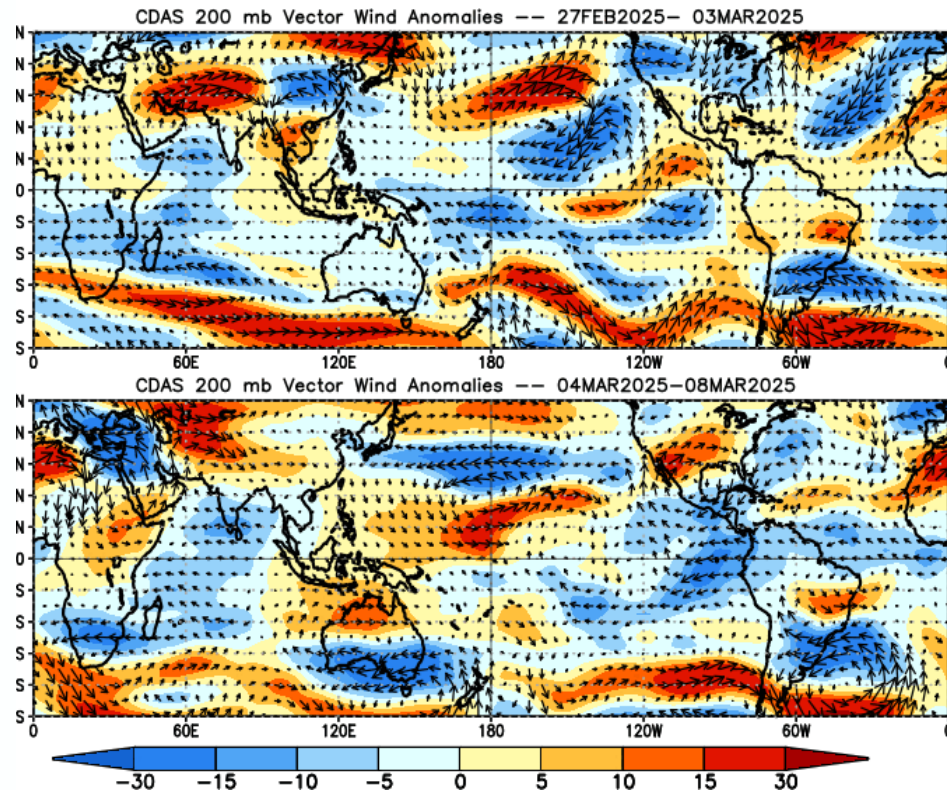 CDAS 200 mb Vector Wind Anomalies -- 27FEB2025- 03MAR2025
N
N
N
N
N
0
S
S
S
S
S
0 60E 120E 180 120W 60W 0
CDAS 200 mb Vector Wind Anomalies -- 04MAR2025-08MAR2025
N
N
N
N
N
0
S
S
S
S
S
0 60E 120E 180 120W 60W 0
-30 -15 -10 -5 0 5 10 15 30